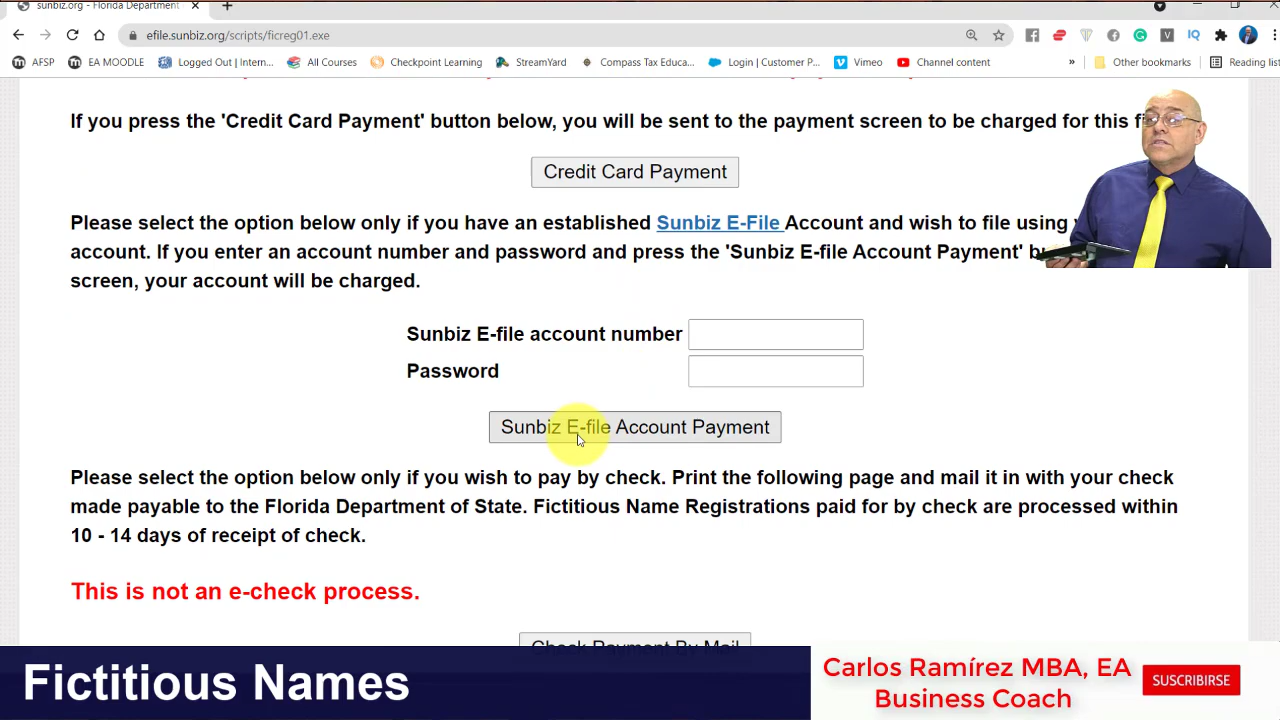 sunbiz.org - Florida Department
efile.sunbiz.org/scripts/ficreg01.exe
AFSP EA MOODLE Logged Out | Intern... All Courses Checkpoint Learning StreamYard Compass Tax Educa... Login | Customer P... Vimeo Channel content » Other bookmarks Reading list
If you press the 'Credit Card Payment' button below, you will be sent to the payment screen to be charged for this
Credit Card Payment
Please select the option below only if you have an established Sunbiz E-File Account and wish to file using
account. If you enter an account number and password and press the 'Sunbiz E-file Account Payment'
screen, your account will be charged.
Sunbiz E-file account number
Password
Sunbiz E-file Account Payment
Please select the option below only if you wish to pay by check. Print the following page and mail it in with your check
made payable to the Florida Department of State. Fictitious Name Registrations paid for by check are processed within
10 - 14 days of receipt of check.
This is not an e-check process.
Check Payment By Mail
Fictitious Names
Carlos Ramírez MBA, EA
Business Coach
SUSCRIBIRSE